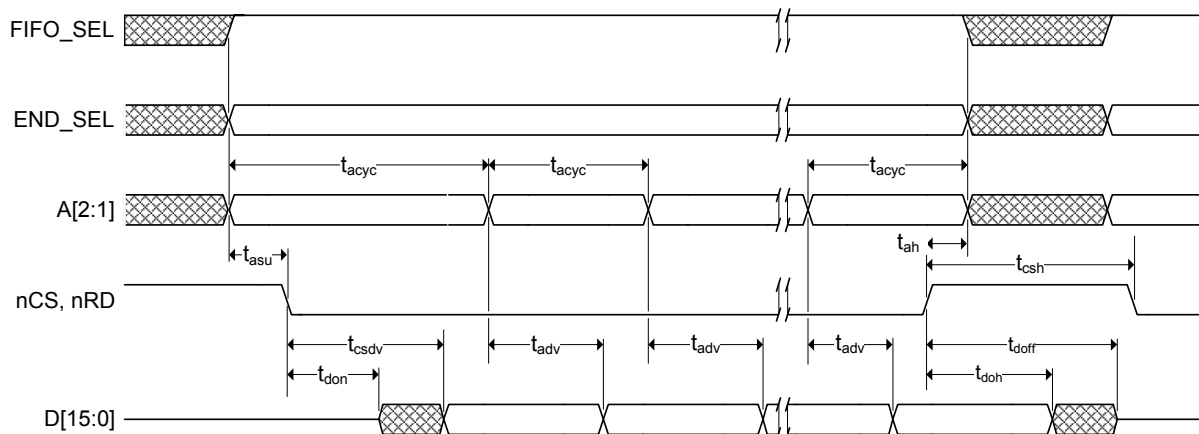 FIFO_SEL
END_SEL
tacyc tacyc tacyc
A[2:1]
tasu tah
tcsh
nCS, nRD
tcsdv tadv tadv tadv tdoff
tdon tdoh
D[15:0]